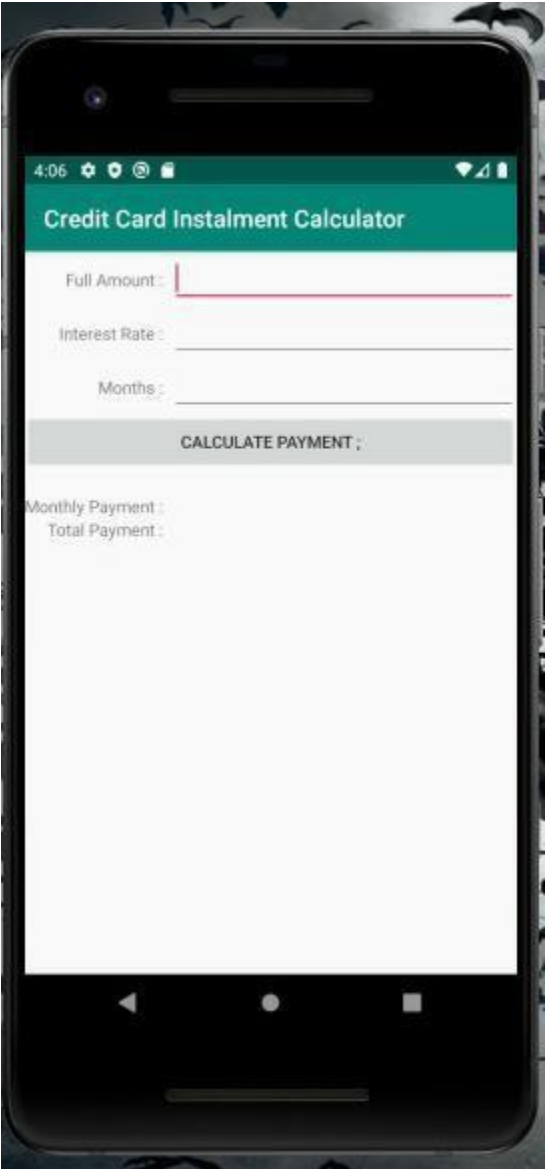 4:06
Credit Card Instalment Calculator
Full Amount :
Interest Rate :
Months :
CALCULATE PAYMENT ;
Monthly Payment :
Total Payment :